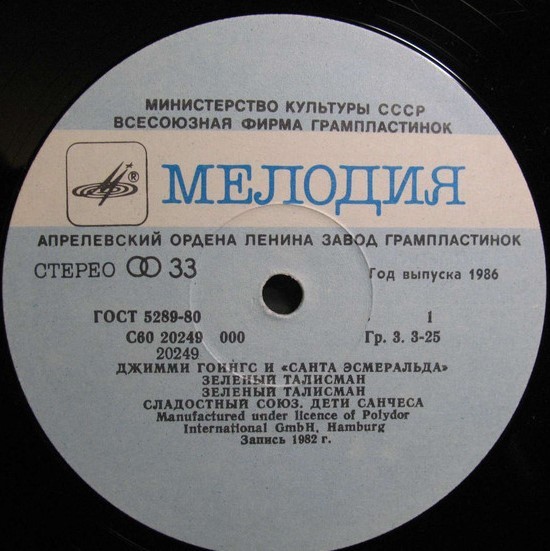 МИНИСТЕРСТВО КУЛЬТУРЫ СССР
ВСЕСОЮЗНАЯ ФИРМА ГРАМПЛАСТИНОК
® МЕЛОДИЯ
АПРЕЛЕВСКИЙ ОРДЕНА ЛЕНИНА ЗАВОД ГРАМПЛАСТИНОК
СТЕРЕО 33 Год выпуска 1986
ГОСТ 5289-80 1
С60 20249 000 Гр. 3. 3-25
20249
ДЖИММИ ГОИНГС И «САНТА ЭСМЕРАЛЬДА»
ЗЕЛЕНЫЙ ТАЛИСМАН
ЗЕЛЕНЫЙ ТАЛИСМАН
СЛАДОСТНЫЙ СОЮЗ. ДЕТИ САНЧЕСА
Manufactured under licence of Polydor
International GmbH, Hamburg
Запись 1982 г.